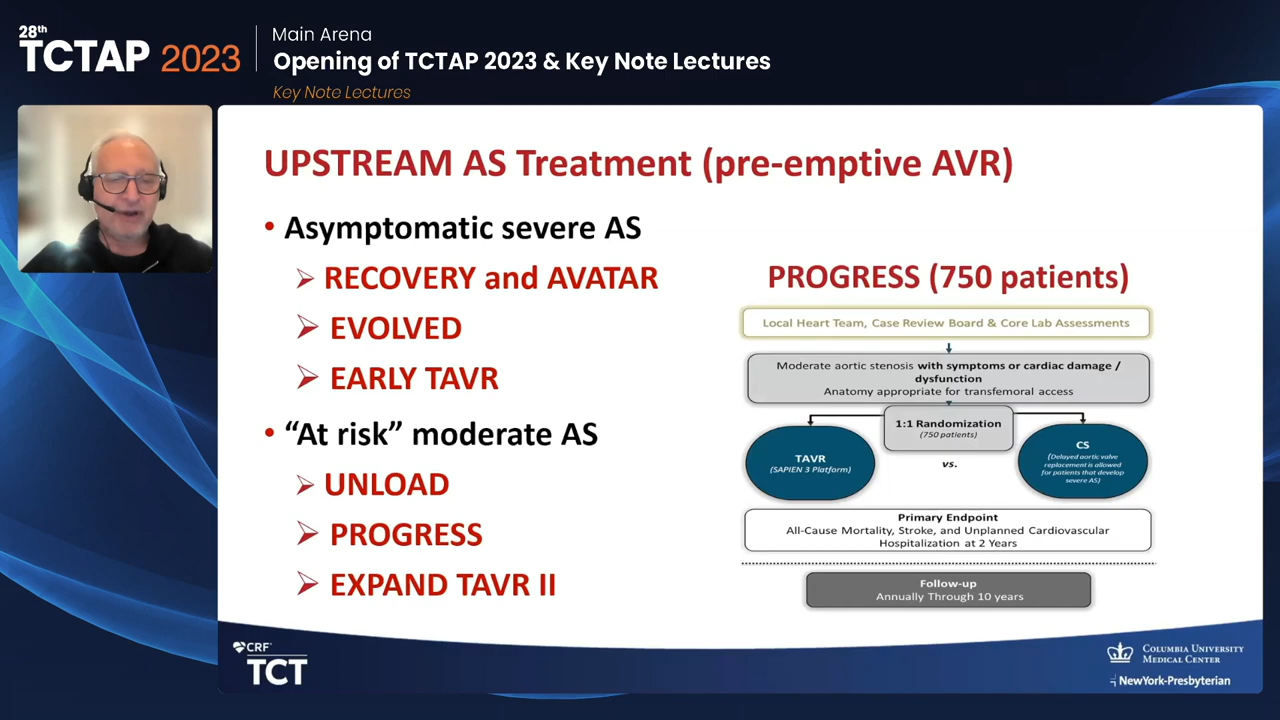 28th
TCTAP 2023
Main Arena
Opening of TCTAP 2023 & Key Note Lectures
Key Note Lectures
UPSTREAM AS Treatment (pre-emptive AVR)
• Asymptomatic severe AS
➢ RECOVERY and AVATAR
➢ EVOLVED
➢ EARLY TAVR
• “At risk” moderate AS
➢ UNLOAD
➢ PROGRESS
➢ EXPAND TAVR II
PROGRESS (750 patients)
Local Heart Team, Case Review Board & Core Lab Assessments
Moderate aortic stenosis with symptoms or cardiac damage /
dysfunction
Anatomy appropriate for transfemoral access
1:1 Randomization
(750 patients)
TAVR
(SAPIEN 3 Platform)
vs.
CS
(Delayed aortic valve
replacement is allowed
for patients that develop
severe AS)
Primary Endpoint
All-Cause Mortality, Stroke, and Unplanned Cardiovascular
Hospitalization at 2 Years
Follow-up
Annually Through 10 years
CRF
TCT
COLUMBIA UNIVERSITY
MEDICAL CENTER
NewYork-Presbyterian